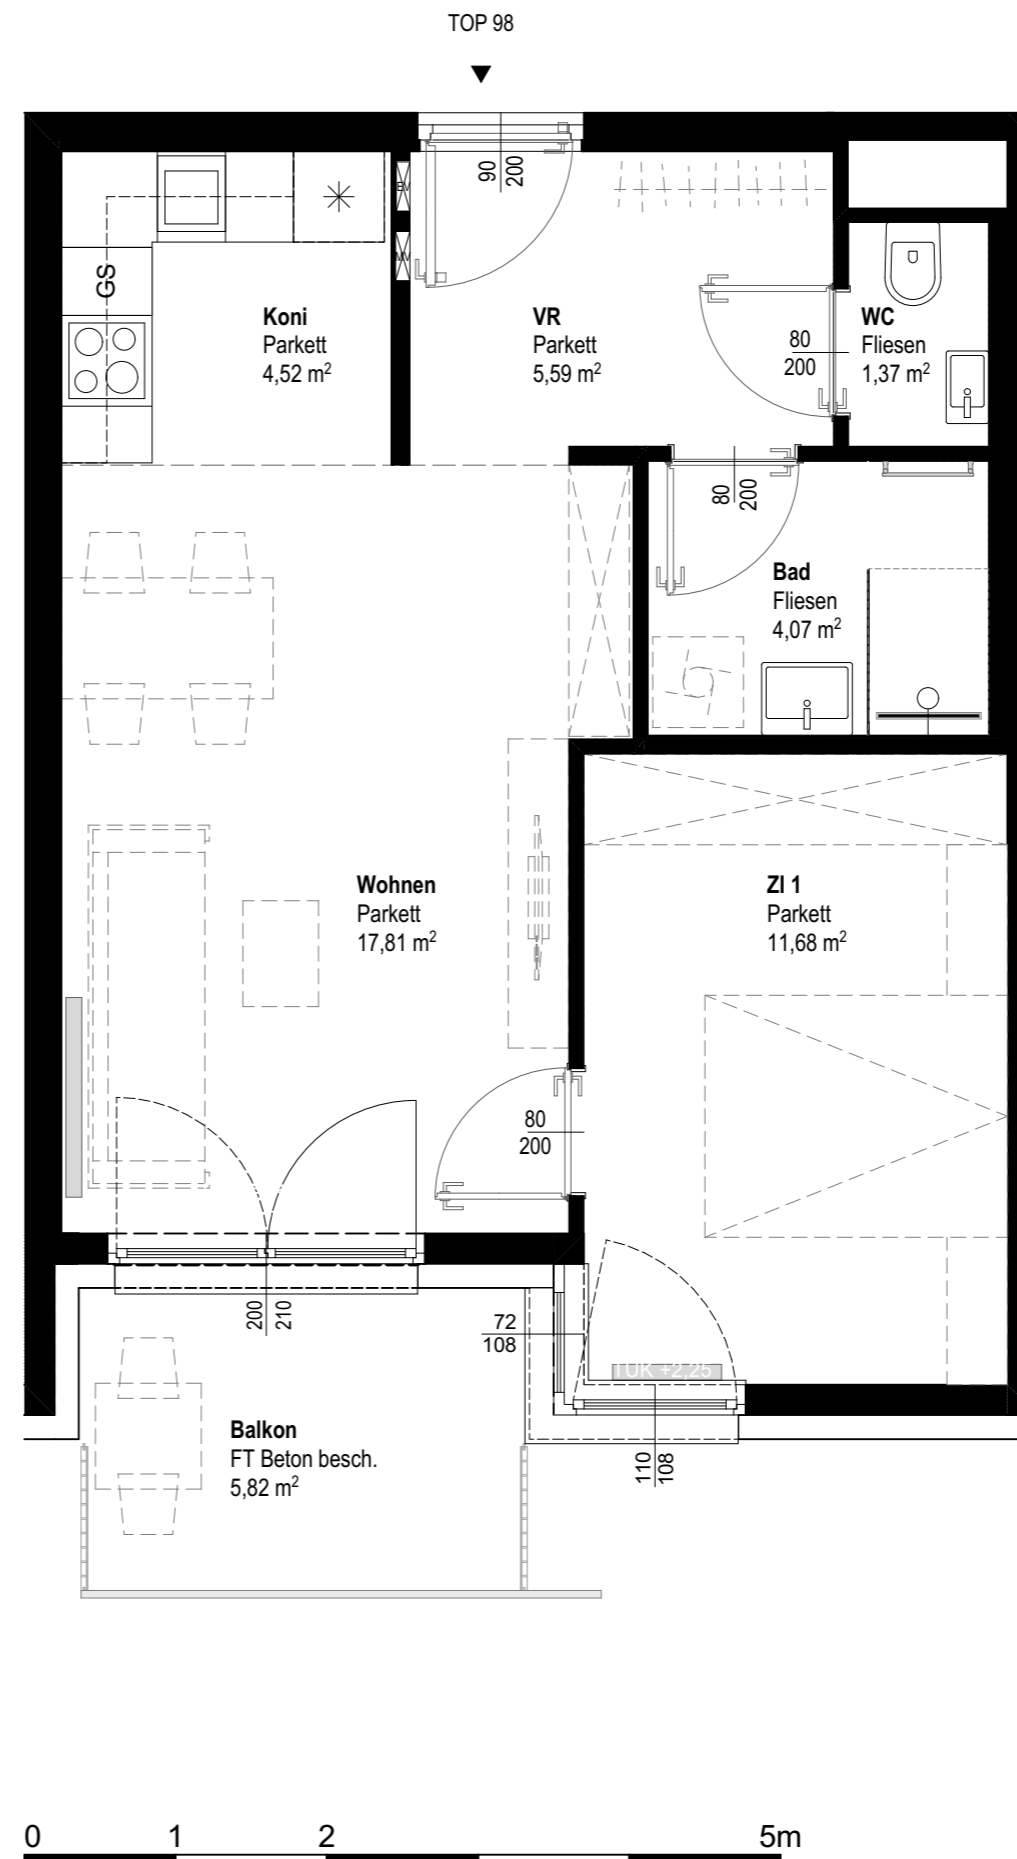 TOP 98
90
200
GS
Koni
Parkett
4,52 m²
VR
Parkett
5,59 m²
80
200
WC
Fliesen
1,37 m²
80
200
Bad
Fliesen
4,07 m²
Wohnen
Parkett
17,81 m²
ZI 1
Parkett
11,68 m²
80
200
200
210
72
108
TUK +2,25
110
108
Balkon
FT Beton besch.
5,82 m²
0 1 2 5m